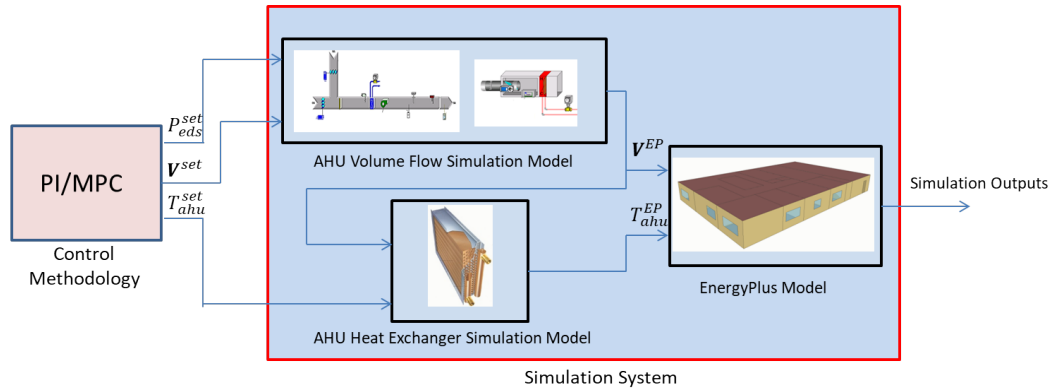 PI/MPC
Control
Methodology
P_{eds}^{set}
V^{set}
T_{ahu}^{set}
AHU Volume Flow Simulation Model
AHU Heat Exchanger Simulation Model
V^{EP}
T_{ahu}^{EP}
EnergyPlus Model
Simulation Outputs
Simulation System